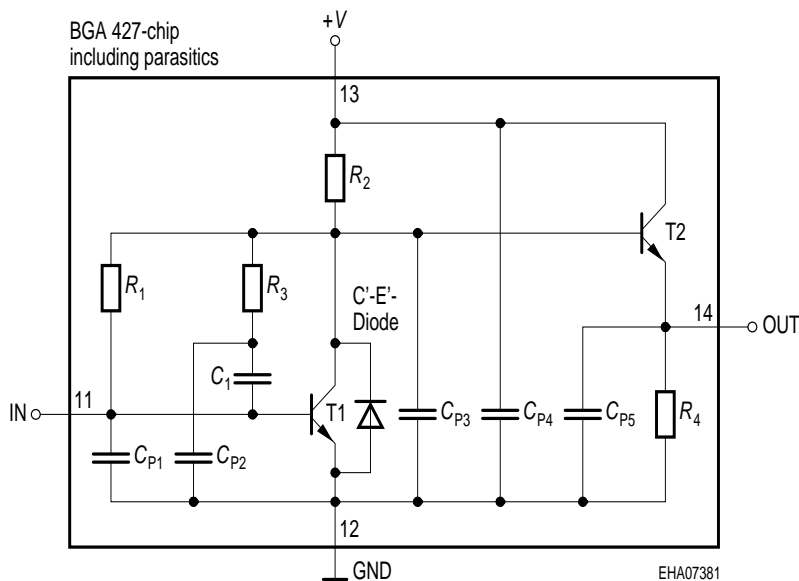 BGA 427-chip
including parasitics
+V
13
R2
T2
R1
R3
C'-E'-
Diode
14
OUT
C1
11
IN
T1
CP3
CP4
CP5
R4
CP1
CP2
12
GND
EHA07381